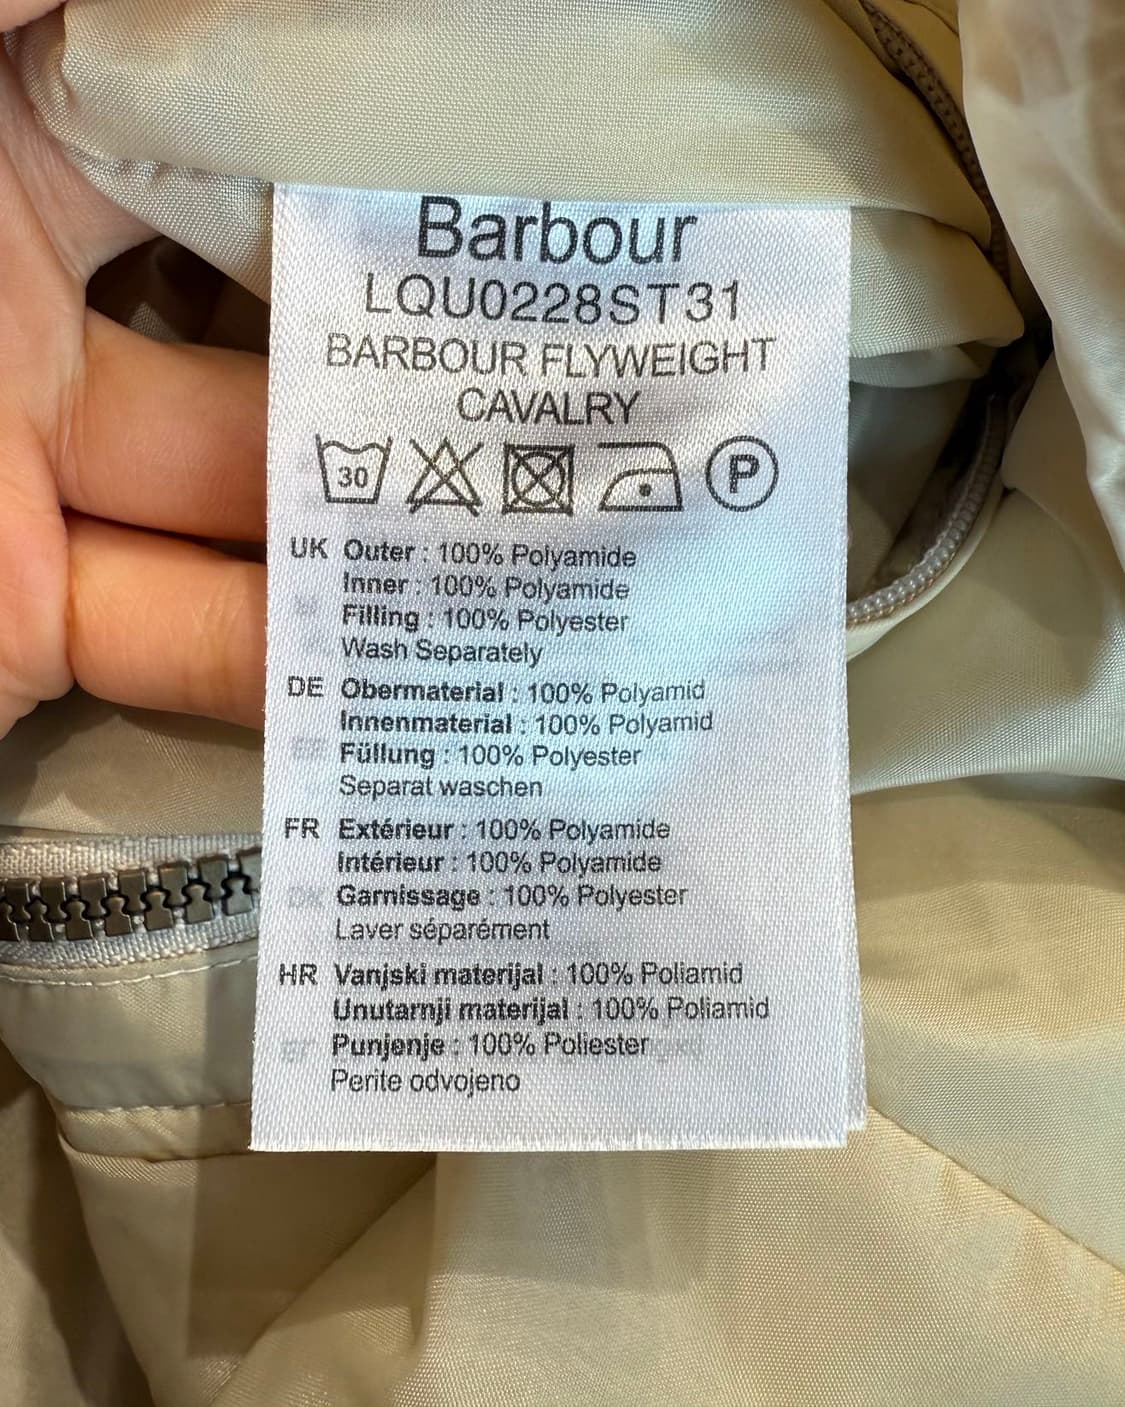 Barbour
LQU0228ST31
BARBOUR FLYWEIGHT
CAVALRY
30 P
UK Outer : 100% Polyamide
Inner : 100% Polyamide
Filling : 100% Polyester
Wash Separately
DE Obermaterial : 100% Polyamid
Innenmaterial : 100% Polyamid
Füllung : 100% Polyester
Separat waschen
FR Extérieur : 100% Polyamide
Intérieur : 100% Polyamide
Garnissage : 100% Polyester
Laver séparément
HR Vanjski materijal : 100% Poliamid
Unutarnji materijal : 100% Poliamid
Punjenje : 100% Poliester
Perite odvojeno